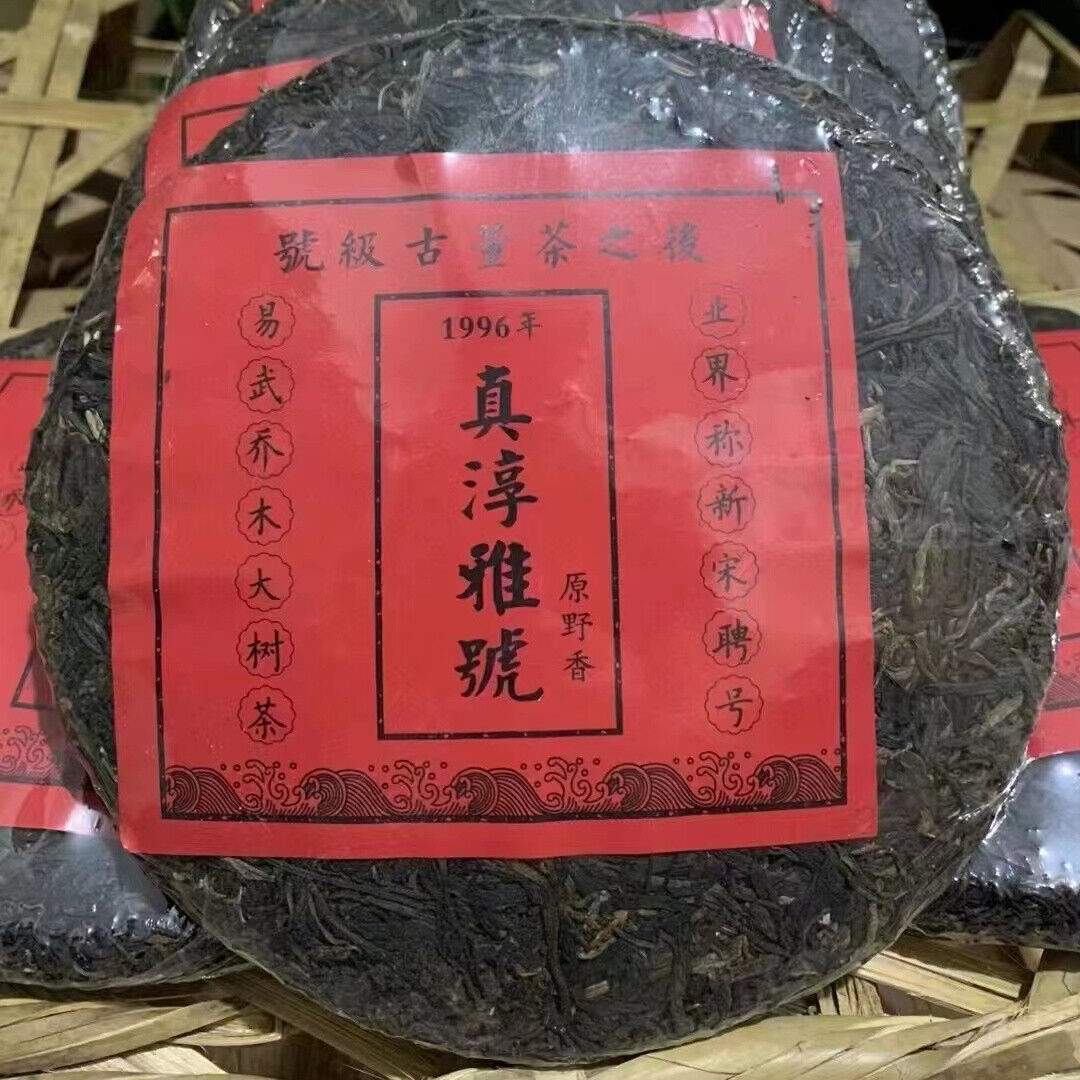 號級古董茶之後
易武乔木大树茶
1996年
真淳雅號
原野香
业界称新宋聘号